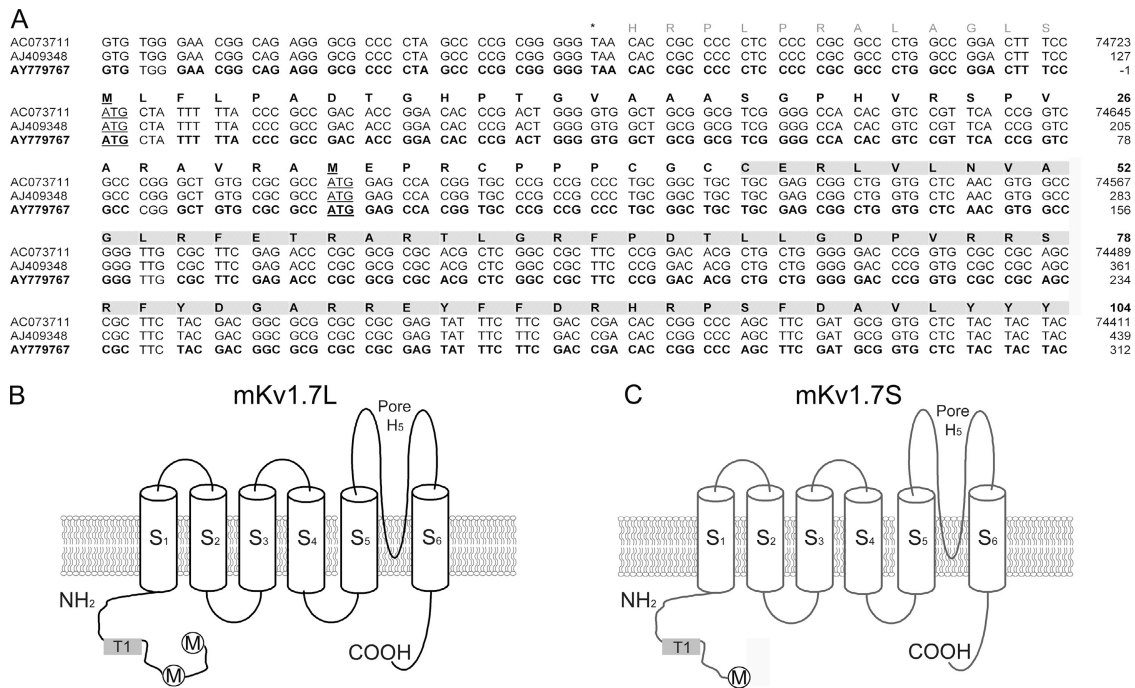 A
* H R P L P R A L A G L S
AC073711 GTG TGG GAA CGG CAG AGG GCG CCC CTA GCC CCG CGG GGG TAA CAC CGC CCC CTC CCC CGC GCC CTG GCC GGA CTT TCC 74723
AJ409348 GTG TGG GAA CGG CAG AGG GCG CCC CTA GCC CCG CGG GGG TAA CAC CGC CCC CTC CCC CGC GCC CTG GCC GGA CTT TCC 127
AY779767 GTG TGG GAA CGG CAG AGG GCG CCC CTA GCC CCG CGG GGG TAA CAC CGC CCC CTC CCC CGC GCC CTG GCC GGA CTT TCC -1
M L F L P A D T G H P T G V A A A S G P H V R S P V 26
AC073711 ATG CTA TTT TTA CCC GCC GAC ACC GGA CAC CCG ACT GGG GTG GCT GCG GCG TCG GGG CCA CAC GTC CGT TCA CCG GTC 74645
AJ409348 ATG CTA TTT TTA CCC GCC GAC ACC GGA CAC CCG ACT GGG GTG GCT GCG GCG TCG GGG CCA CAC GTC CGT TCA CCG GTC 205
AY779767 ATG CTA TTT TTA CCC GCC GAC ACC GGA CAC CCG ACT GGG GTG GCT GCG GCG TCG GGG CCA CAC GTC CGT TCA CCG GTC 78
A R A V R A M E P R C P P P C G C C E R L V L N V A 52
AC073711 GCC CGG GCT GTG CGC GCC ATG GAG CCA CGG TGC CCG CCG CCC TGC GGC TGC TGC GAG CGG CTG GTG CTC AAC GTG GCC 74567
AJ409348 GCC CGG GCT GTG CGC GCC ATG GAG CCA CGG TGC CCG CCG CCC TGC GGC TGC TGC GAG CGG CTG GTG CTC AAC GTG GCC 283
AY779767 GCC CGG GCT GTG CGC GCC ATG GAG CCA CGG TGC CCG CCG CCC TGC GGC TGC TGC GAG CGG CTG GTG CTC AAC GTG GCC 156
G L R F E T R A R T L G R F P D T L L G D P V R R S 78
AC073711 GGG TTG CGC TTC GAG ACC CGC GCG CGC ACG CTC GGC CGC TTC CCG GAC ACG CTG CTG GGG GAC CCG GTG CGC CGC AGC 74489
AJ409348 GGG TTG CGC TTC GAG ACC CGC GCG CGC ACG CTC GGC CGC TTC CCG GAC ACG CTG CTG GGG GAC CCG GTG CGC CGC AGC 361
AY779767 GGG TTG CGC TTC GAG ACC CGC GCG CGC ACG CTC GGC CGC TTC CCG GAC ACG CTG CTG GGG GAC CCG GTG CGC CGC AGC 234
R F Y D G A R R E Y F F D R H R P S F D A V L Y Y Y 104
AC073711 CGC TTC TAC GAC GGC GCG CGC CGC GAG TAT TTC TTC GAC CGA CAC CGG CCC AGC TTC GAT GCG GTG CTC TAC TAC TAC 74411
AJ409348 CGC TTC TAC GAC GGC GCG CGC CGC GAG TAT TTC TTC GAC CGA CAC CGG CCC AGC TTC GAT GCG GTG CTC TAC TAC TAC 439
AY779767 CGC TTC TAC GAC GGC GCG CGC CGC GAG TAT TTC TTC GAC CGA CAC CGG CCC AGC TTC GAT GCG GTG CTC TAC TAC TAC 312
B
mKv1.7L
Pore
H5
S1 S2 S3 S4 S5 S6
NH2
T1
M
M
COOH
C
mKv1.7S
Pore
H5
S1 S2 S3 S4 S5 S6
NH2
T1
M
COOH